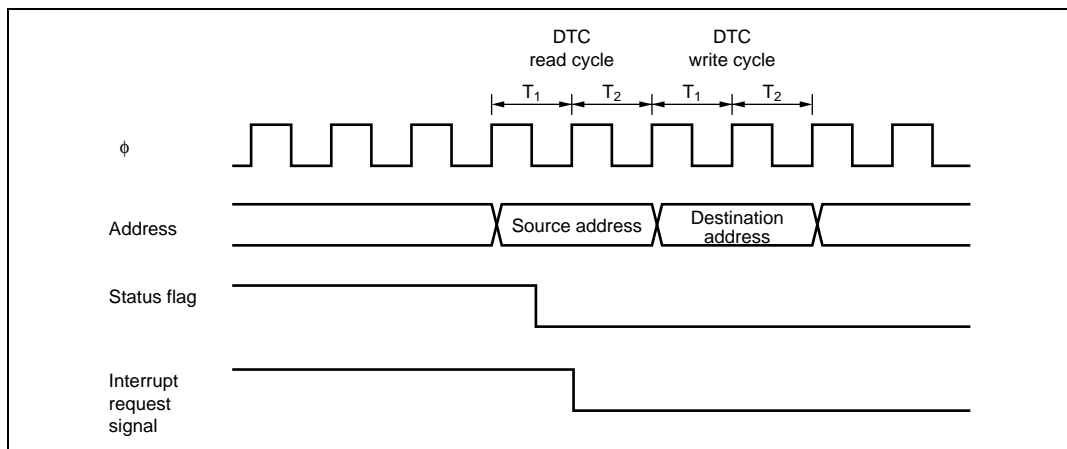 DTC
read cycle
DTC
write cycle
T1
T2
T1
T2
ϕ
Address
Source address
Destination
address
Status flag
Interrupt
request
signal